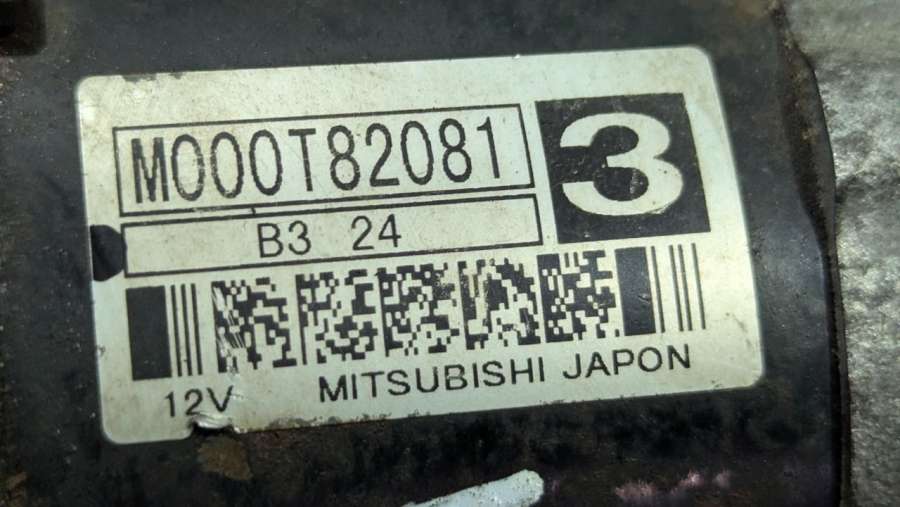 M000T82081
3
B3 24
12V MITSUBISHI JAPON